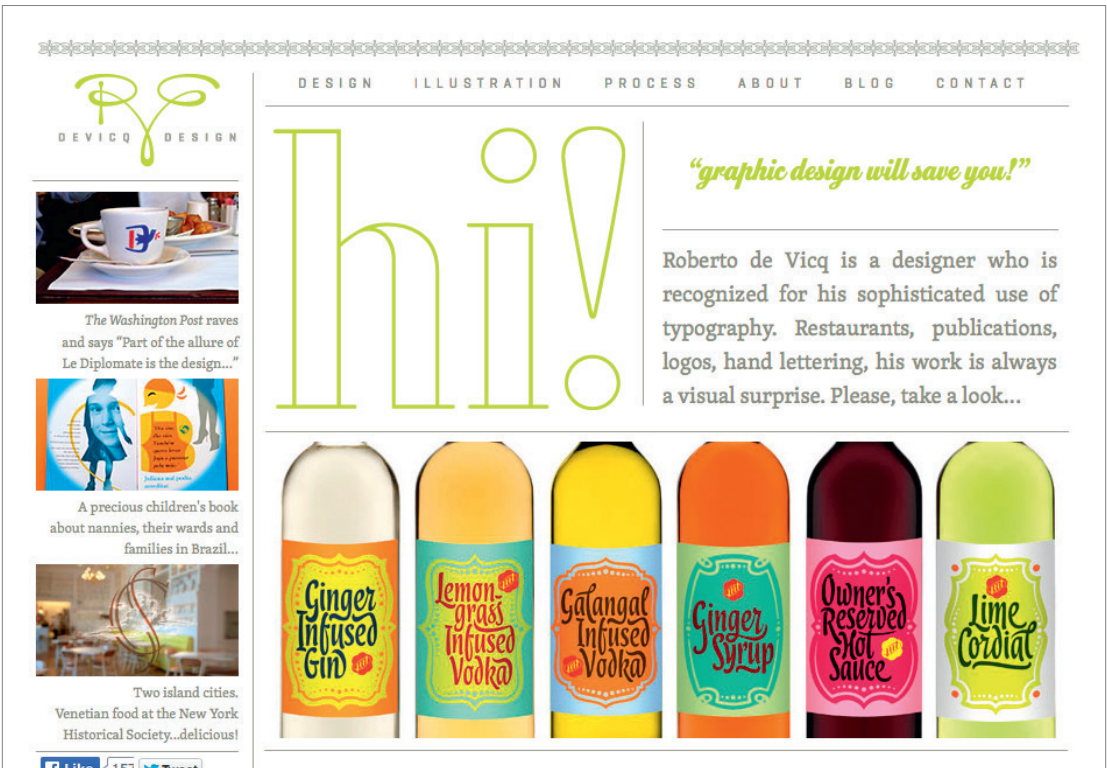 DESIGN ILLUSTRATION PROCESS ABOUT BLOG CONTACT
DEVICQ DESIGN
The Washington Post raves
and says “Part of the allure of
Le Diplomate is the design...”
A precious children's book
about nannies, their wards and
families in Brazil...
Two island cities.
Venetian food at the New York
Historical Society...delicious!
Like
Tweet
hi!
“graphic design will save you!”
Roberto de Vicq is a designer who is
recognized for his sophisticated use of
typography. Restaurants, publications,
logos, hand lettering, his work is always
a visual surprise. Please, take a look...
Ginger
Infused
Gin
Lemon-
grass
Infused
Vodka
Galangal
Infused
Vodka
Ginger
Syrup
Owner's
Reserved
Hot
Sauce
Lime
Cordial